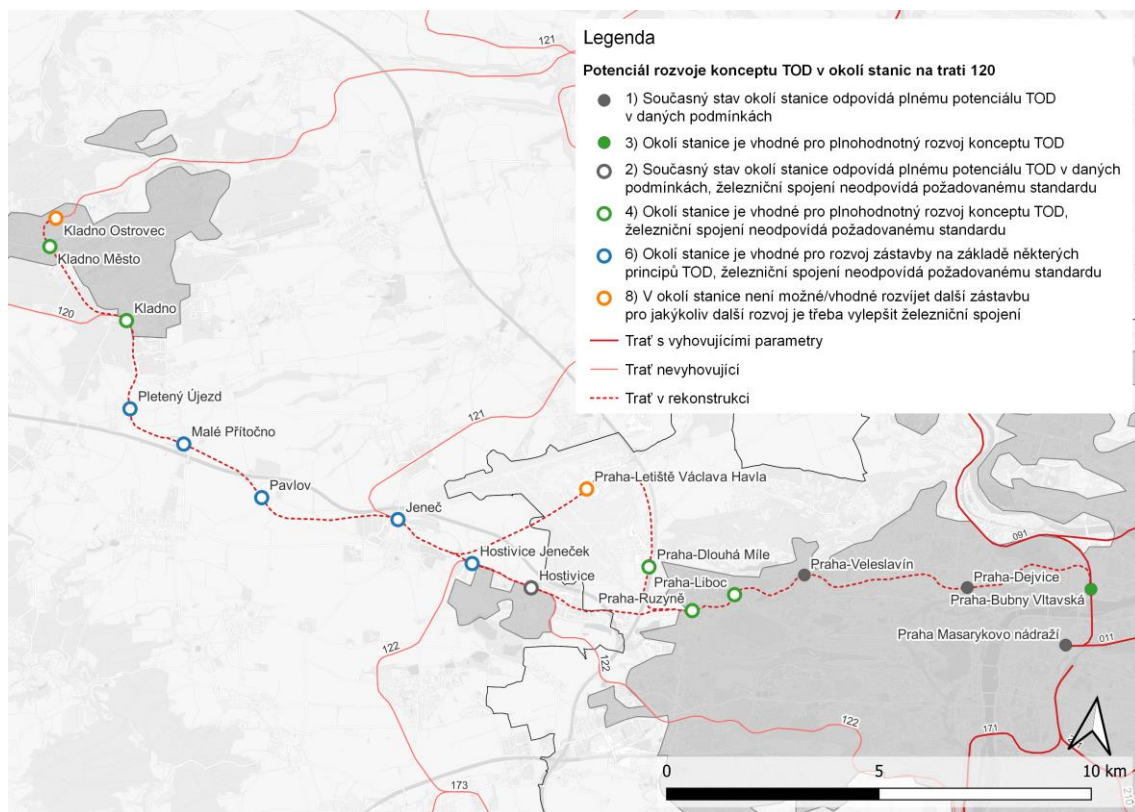 Legenda
Potenciál rozvoje konceptu TOD v okolí stanic na trati 120
1) Současný stav okolí stanice odpovídá plnému potenciálu TOD
v daných podmínkách
3) Okolí stanice je vhodné pro plnohodnotný rozvoj konceptu TOD
2) Současný stav okolí stanice odpovídá plnému potenciálu TOD v daných
podmínkách, železniční spojení neodpovídá požadovanému standardu
4) Okolí stanice je vhodné pro plnohodnotný rozvoj konceptu TOD,
železniční spojení neodpovídá požadovanému standardu
6) Okolí stanice je vhodné pro rozvoj zástavby na základě některých
principů TOD, železniční spojení neodpovídá požadovanému standardu
8) V okolí stanice není možné/vhodné rozvíjet další zástavbu
pro jakýkoliv další rozvoj je třeba vylepšit železniční spojení
Trať s vyhovujícími parametry
Trať nevyhovující
Trať v rekonstrukci
121
Kladno Ostrovec
Kladno Město
Kladno
120
Pletený Újezd
Malé Přítočno
121
Pavlov
Praha-Letiště Václava Havla
Jeneč
091
Hostivice Jeneček
Praha-Dlouhá Míle
Praha-Veleslavín
Hostivice
Praha-Liboc
Praha-Dejvice
Praha-Ruzyně
Praha-Bubny Vltavská
Praha Masarykovo nádraží
011
122
122
122
171
173
0
5
10 km